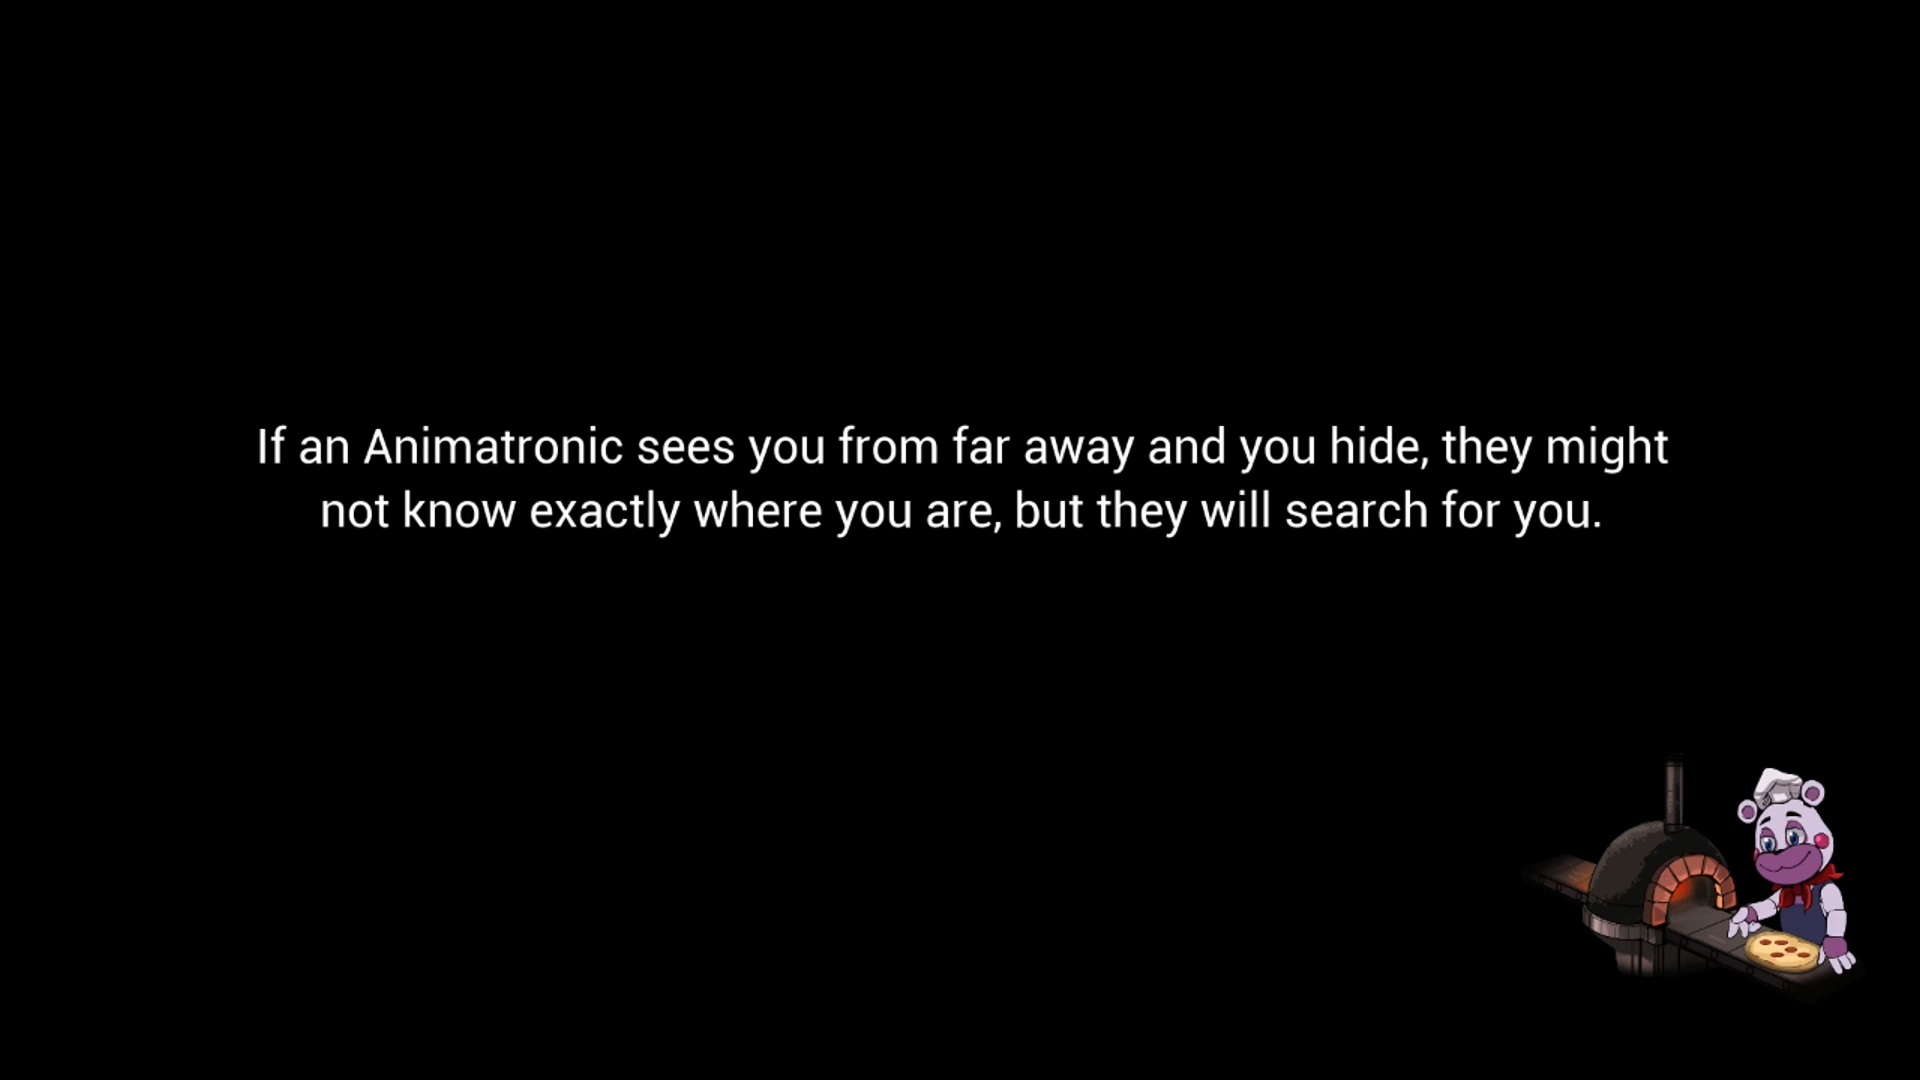 If an Animatronic sees you from far away and you hide, they might
not know exactly where you are, but they will search for you.